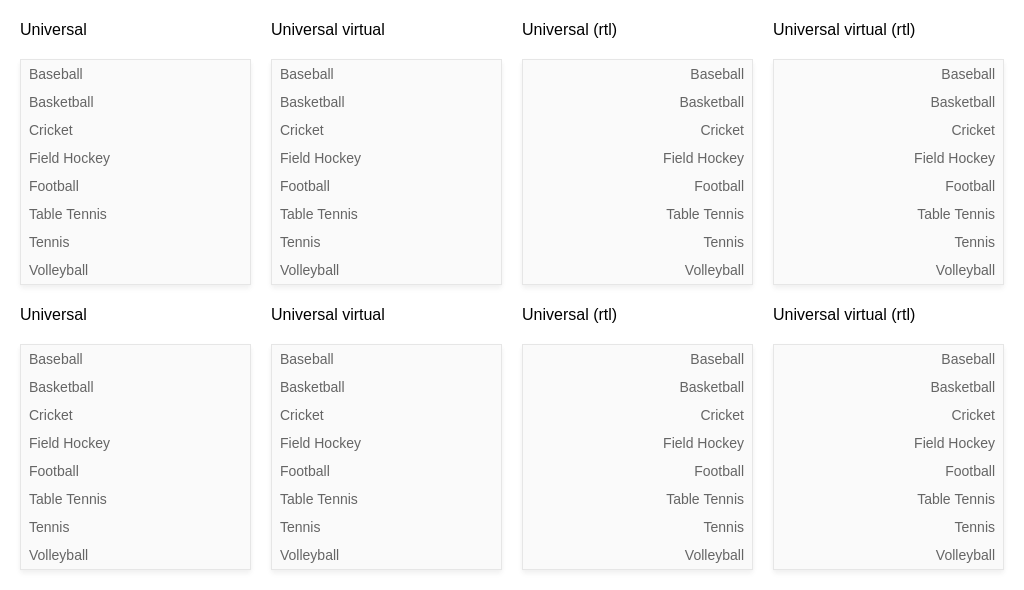 Universal
Baseball
Basketball
Cricket
Field Hockey
Football
Table Tennis
Tennis
Volleyball
Universal virtual
Baseball
Basketball
Cricket
Field Hockey
Football
Table Tennis
Tennis
Volleyball
Universal (rtl)
Baseball
Basketball
Cricket
Field Hockey
Football
Table Tennis
Tennis
Volleyball
Universal virtual (rtl)
Baseball
Basketball
Cricket
Field Hockey
Football
Table Tennis
Tennis
Volleyball
Universal
Baseball
Basketball
Cricket
Field Hockey
Football
Table Tennis
Tennis
Volleyball
Universal virtual
Baseball
Basketball
Cricket
Field Hockey
Football
Table Tennis
Tennis
Volleyball
Universal (rtl)
Baseball
Basketball
Cricket
Field Hockey
Football
Table Tennis
Tennis
Volleyball
Universal virtual (rtl)
Baseball
Basketball
Cricket
Field Hockey
Football
Table Tennis
Tennis
Volleyball